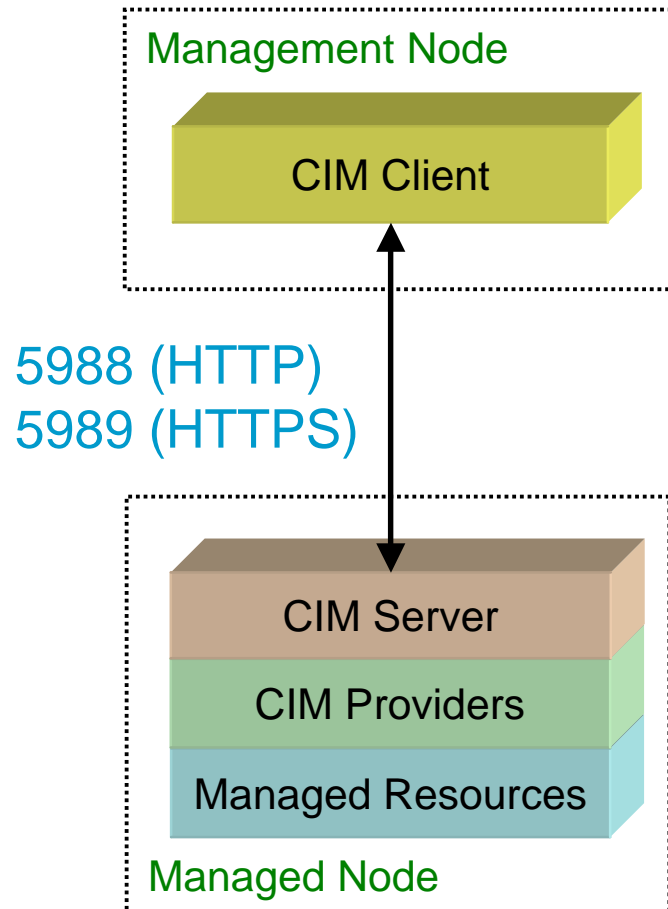 Management Node
CIM Client
5988 (HTTP)
5989 (HTTPS)
CIM Server
CIM Providers
Managed Resources
Managed Node